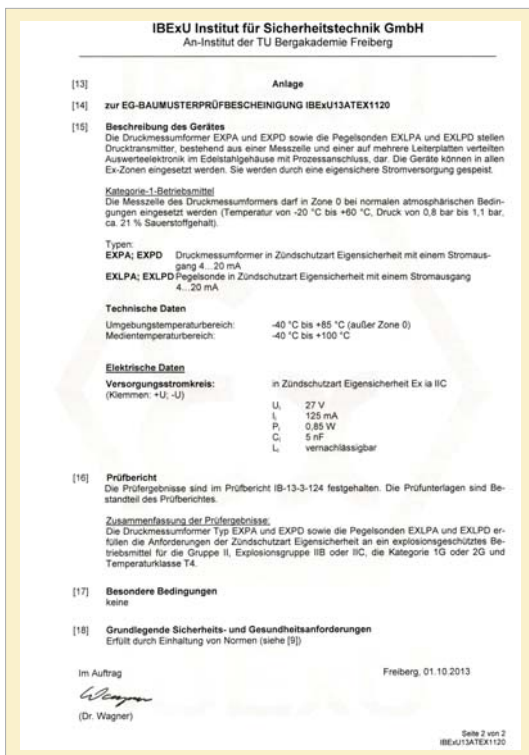 IBExU Institut für Sicherheitstechnik GmbH
An-Institut der TU Bergakademie Freiberg
[13] Anlage
[14] zur EG-BAUMUSTERPRÜFBESCHEINIGUNG IBExU13ATEX1120
[15] Beschreibung des Gerätes
Die Druckmessumformer EXPA und EXPD sowie die Pegelsonden EXLPA und EXLPD stellen
Drucktransmitter, bestehend aus einer Messzelle und einer auf mehrere Leiterplatten verteilten
Auswerteelektronik im Edelstahlgehäuse mit Prozessanschluss, dar. Die Geräte können in allen
Ex-Zonen eingesetzt werden. Sie werden durch eine eigensichere Stromversorgung gespeist.
Kategorie-1-Betriebsmittel
Die Messzelle des Druckmessumformers darf in Zone 0 bei normalen atmosphärischen Bedin-
gungen eingesetzt werden (Temperatur von -20 °C bis +60 °C, Druck von 0,8 bar bis 1,1 bar,
ca. 21 % Sauerstoffgehalt).
Typen:
EXPA; EXPD Druckmessumformer in Zündschutzart Eigensicherheit mit einem Stromaus-
gang 4...20 mA
EXLPA; EXLPD Pegelsonde in Zündschutzart Eigensicherheit mit einem Stromausgang
4...20 mA
Technische Daten
Umgebungstemperaturbereich: -40 °C bis +85 °C (außer Zone 0)
Medientemperaturbereich: -40 °C bis +100 °C
Elektrische Daten
Versorgungsstromkreis: in Zündschutzart Eigensicherheit Ex ia IIC
(Klemmen: +U; -U)
Ui 27 V
Ii 125 mA
Pi 0,85 W
Ci 5 nF
Li vernachlässigbar
[16] Prüfbericht
Die Prüfergebnisse sind im Prüfbericht IB-13-3-124 festgehalten. Die Prüfunterlagen sind Be-
standteil des Prüfberichtes.
Zusammenfassung der Prüfergebnisse:
Die Druckmessumformer Typ EXPA und EXPD sowie die Pegelsonden EXLPA und EXLPD er-
füllen die Anforderungen der Zündschutzart Eigensicherheit an ein explosionsgeschütztes Be-
triebsmittel für die Gruppe II, Explosionsgruppe IIB oder IIC, die Kategorie 1G oder 2G und
Temperaturklasse T4.
[17] Besondere Bedingungen
keine
[18] Grundlegende Sicherheits- und Gesundheitsanforderungen
Erfüllt durch Einhaltung von Normen (siehe [9])
Im Auftrag Freiberg, 01.10.2013
(Dr. Wagner)
Seite 2 von 2
IBExU13ATEX1120